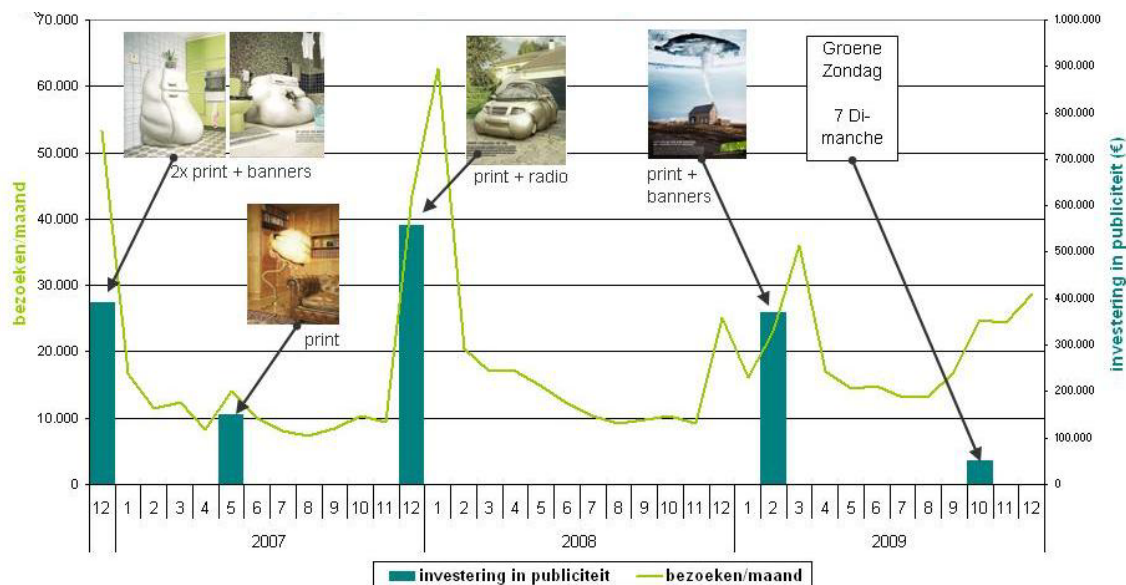 70.000
60.000
50.000
40.000
30.000
20.000
10.000
0
bezoeken/maand
1.000.000
900.000
800.000
700.000
600.000
500.000
400.000
300.000
200.000
100.000
0
investering in publiciteit (€)
2x print + banners
print
print + radio
print +
banners
Groene
Zondag
7 Di-
manche
12 1 2 3 4 5 6 7 8 9 10 11 12 1 2 3 4 5 6 7 8 9 10 11 12 1 2 3 4 5 6 7 8 9 10 11 12
2007 2008 2009
investering in publiciteit bezoeken/maand